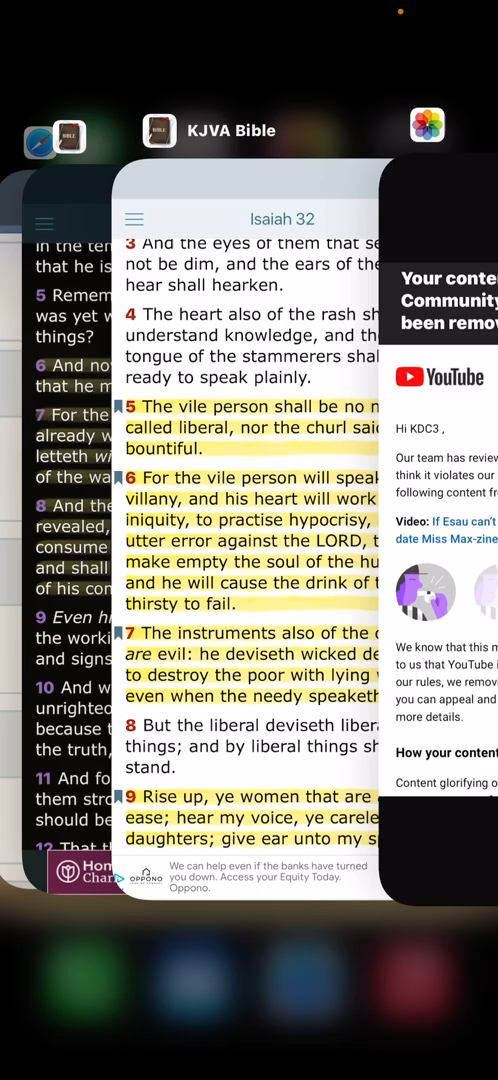 KJVA Bible
in the tem
that he is
5 Remem
was yet w
things?
6 And no
that he m
7 For the
already w
letteth wi
of the wa
8 And the
revealed,
consume
and shall
of his con
9 Even hi
the worki
and signs
10 And w
unrighteo
because t
the truth,
11 And fo
them stro
should be
12 That t
Hon
Char
Isaiah 32
3 And the eyes of them that se
not be dim, and the ears of the
hear shall hearken.
4 The heart also of the rash sh
understand knowledge, and th
tongue of the stammerers shal
ready to speak plainly.
5 The vile person shall be no m
called liberal, nor the churl said
bountiful.
6 For the vile person will speak
villany, and his heart will work
iniquity, to practise hypocrisy,
utter error against the LORD, t
make empty the soul of the hu
and he will cause the drink of t
thirsty to fail.
7 The instruments also of the c
are evil: he deviseth wicked de
to destroy the poor with lying w
even when the needy speaketh
8 But the liberal deviseth libera
things; and by liberal things sh
stand.
9 Rise up, ye women that are a
ease; hear my voice, ye carele
daughters; give ear unto my s
OPPONO
We can help even if the banks have turned
you down. Access your Equity Today.
Oppono.
Your conte
Community
been remov
YouTube
Hi KDC3 ,
Our team has review
think it violates our
following content fr
Video: If Esau can't
date Miss Max-zine
We know that this m
to us that YouTube i
our rules, we remove
you can appeal and
more details.
How your content
Content glorifying o